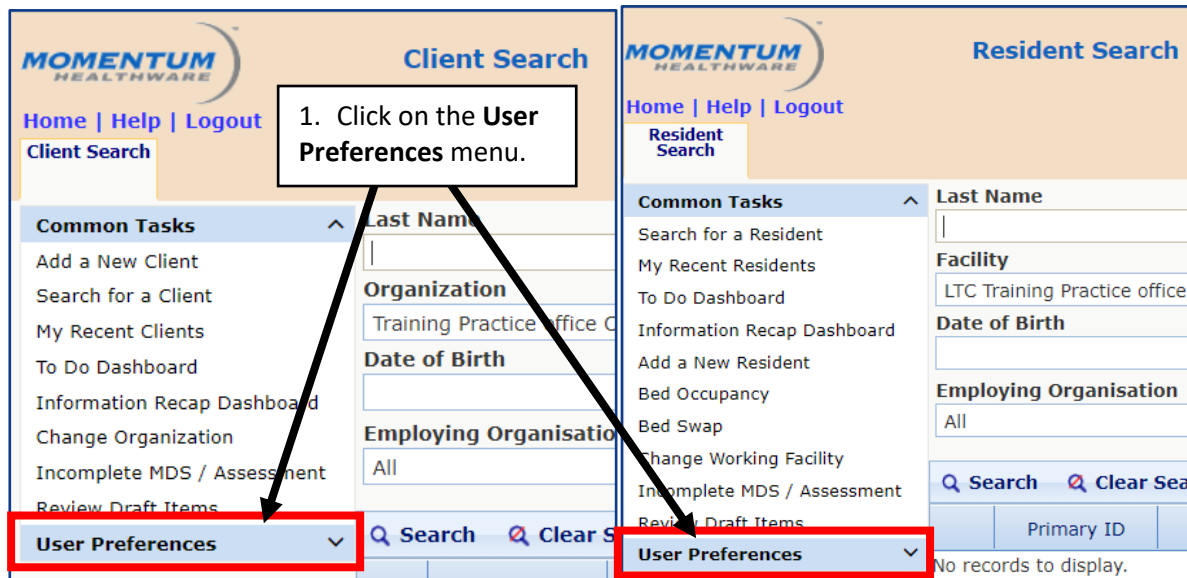 MOMENTUM
HEALTHWARE
Client Search
Home | Help | Logout
Client Search
1. Click on the User
Preferences menu.
Common Tasks
Add a New Client
Search for a Client
My Recent Clients
To Do Dashboard
Information Recap Dashboard
Change Organization
Incomplete MDS / Assessment
Review Draft Items
User Preferences
Last Name
Organization
Training Practice office C
Date of Birth
Employing Organisatio
All
Search Clear S
MOMENTUM
HEALTHWARE
Resident Search
Home | Help | Logout
Resident
Search
Common Tasks
Search for a Resident
My Recent Residents
To Do Dashboard
Information Recap Dashboard
Add a New Resident
Bed Occupancy
Bed Swap
Change Working Facility
Incomplete MDS / Assessment
Review Draft Items
User Preferences
Last Name
Facility
LTC Training Practice office
Date of Birth
Employing Organisation
All
Search Clear Sea
Primary ID
No records to display.